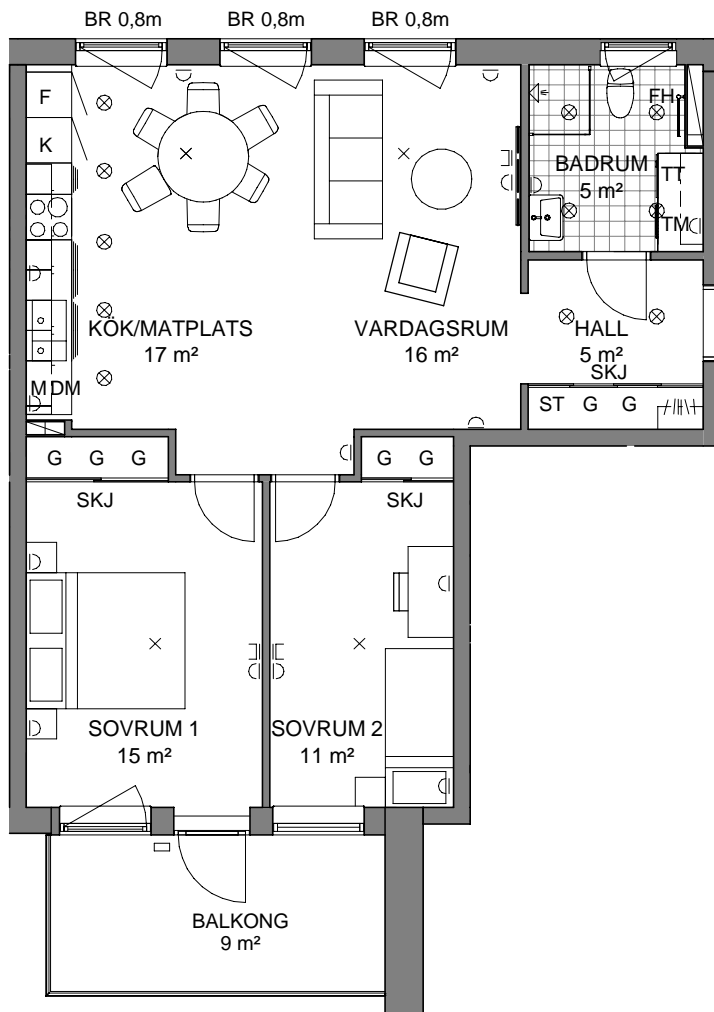 BR 0,8m BR 0,8m BR 0,8m
F
FH
K
BADRUM
5 m²
TT
TM
KÖK/MATPLATS
17 m²
VARDAGSRUM
16 m²
HALL
5 m²
SKJ
M DM
ST G G
G G G
G G
SKJ
SKJ
SOVRUM 1
15 m²
SOVRUM 2
11 m²
BALKONG
9 m²